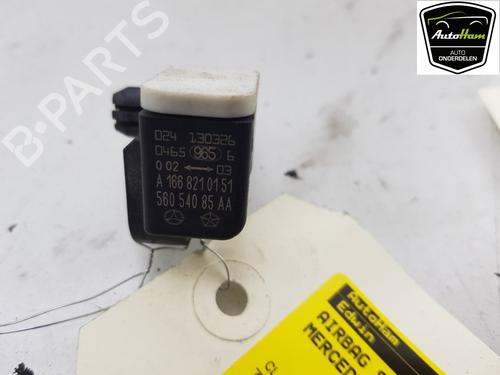 AutoHam
AUTO
ONDERDELEN
B-PARTS
024 130326
0465 965 6
0 02 ↔ 03
A 166 821 01 51
560 540 85 AA
AutoHam
Edwin
AIRBAG
MERCED